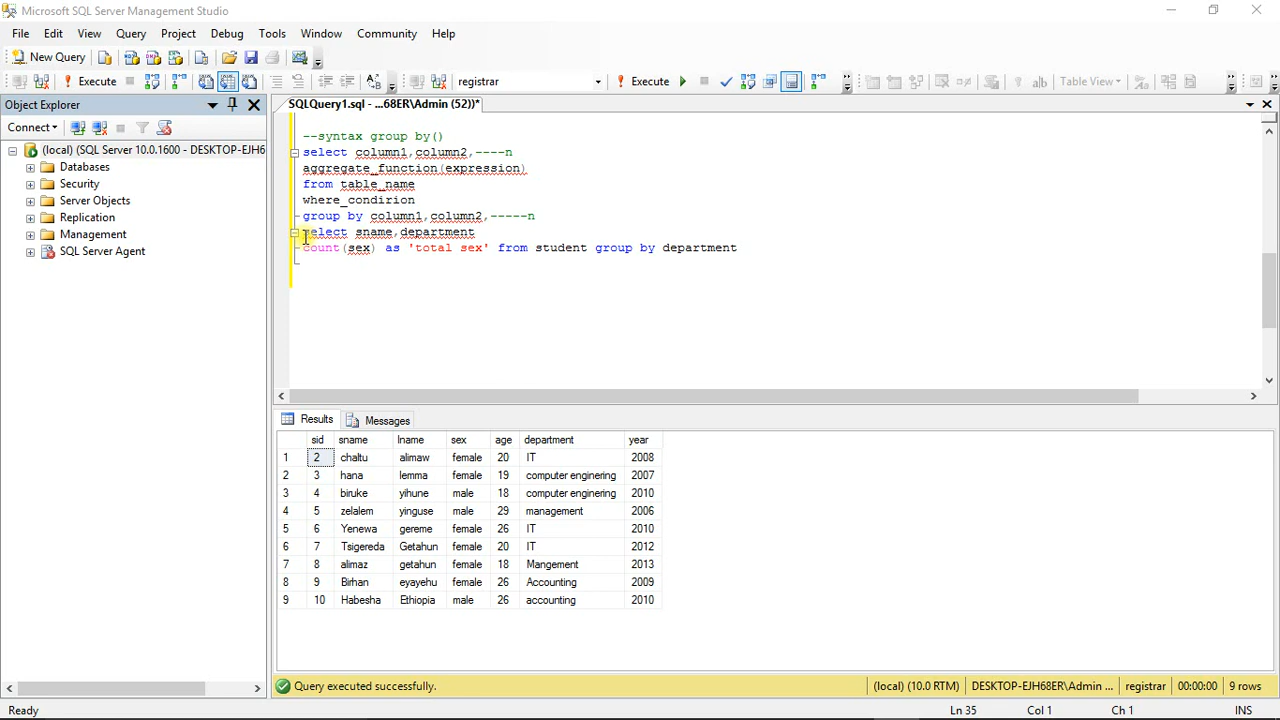 Microsoft SQL Server Management Studio
File Edit View Query Project Debug Tools Window Community Help
New Query
Execute registrar Execute Table View
Object Explorer
SQLQuery1.sql - ...68ER\Admin (52))*
Connect
(local) (SQL Server 10.0.1600 - DESKTOP-EJH6
Databases
Security
Server Objects
Replication
Management
SQL Server Agent
--syntax group by()
select column1,column2,----n
aggregate_function(expression)
from table_name
where_condirion
group by column1,column2,-----n
select sname,department
count(sex) as 'total sex' from student group by department
Results Messages
sid sname lname sex age department year
1 2 chaltu alimaw female 20 IT 2008
2 3 hana lemma female 19 computer enginering 2007
3 4 biruke yihune male 18 computer enginering 2010
4 5 zelalem yinguse male 29 management 2006
5 6 Yenewa gereme female 26 IT 2010
6 7 Tsigereda Getahun female 20 IT 2012
7 8 alimaz getahun female 18 Mangement 2013
8 9 Birhan eyayehu female 26 Accounting 2009
9 10 Habesha Ethiopia male 26 accounting 2010
Query executed successfully. (local) (10.0 RTM) DESKTOP-EJH68ER\Admin ... registrar 00:00:00 9 rows
Ready Ln 35 Col 1 Ch 1 INS